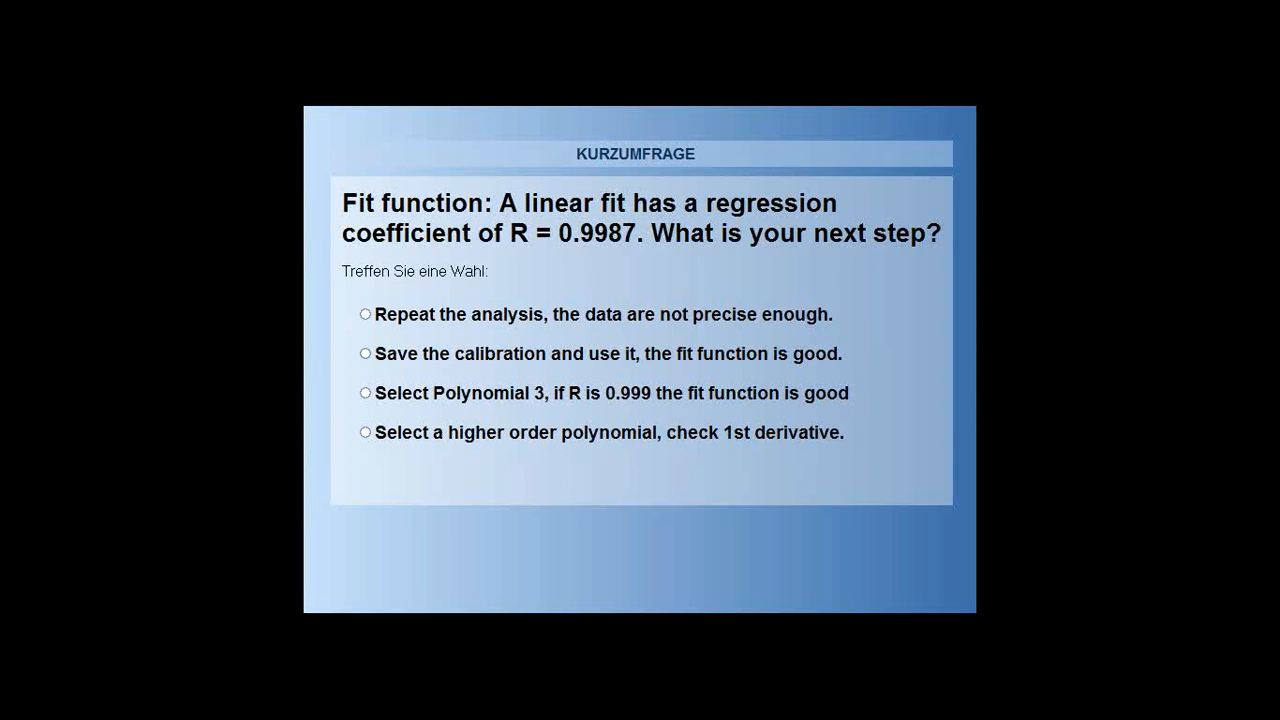 KURZUMFRAGE
Fit function: A linear fit has a regression
coefficient of R = 0.9987. What is your next step?
Treffen Sie eine Wahl:
Repeat the analysis, the data are not precise enough.
Save the calibration and use it, the fit function is good.
Select Polynomial 3, if R is 0.999 the fit function is good
Select a higher order polynomial, check 1st derivative.